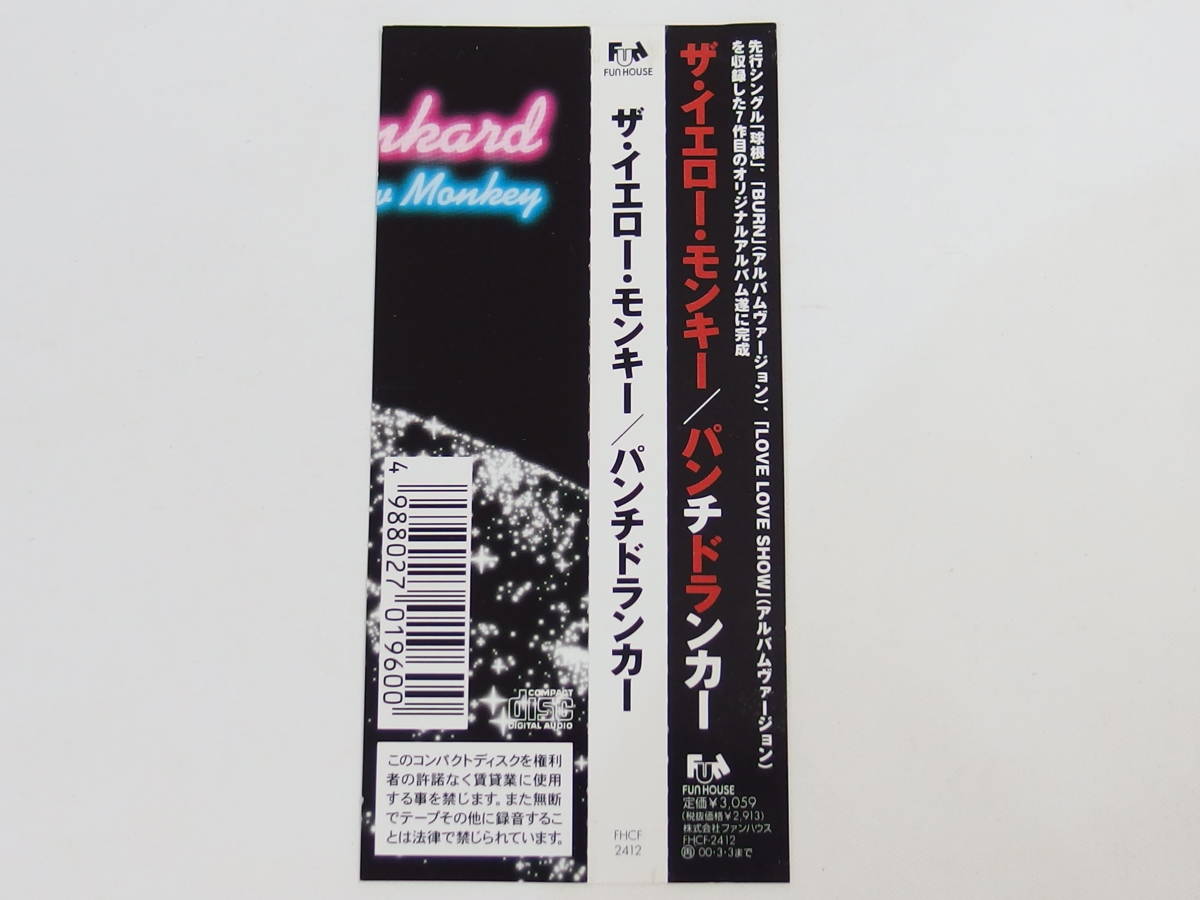 nkard
w Monkey
4 988027 019600
COMPACT
disc
DIGITAL AUDIO
このコンパクトディスクを権利
者の許諾なく賃貸業に使用
する事を禁じます。また無断
でテープその他に録音するこ
とは法律で禁じられています。
FUN
FUN HOUSE
ザ・イエロー・モンキー/パンチドランカー
FHCF
2412
先行シングル「球根」、「BURN」(アルバムヴァージョン)、「LOVE LOVE SHOW」(アルバムヴァージョン)
を収録した7作目のオリジナルアルバム遂に完成
ザ・イエロー・モンキー/パンチドランカー
FUN
FUN HOUSE
定価¥3,059
(税抜価格¥2,913)
株式会社ファンハウス
FHCF-2412
再 00・3・3まで